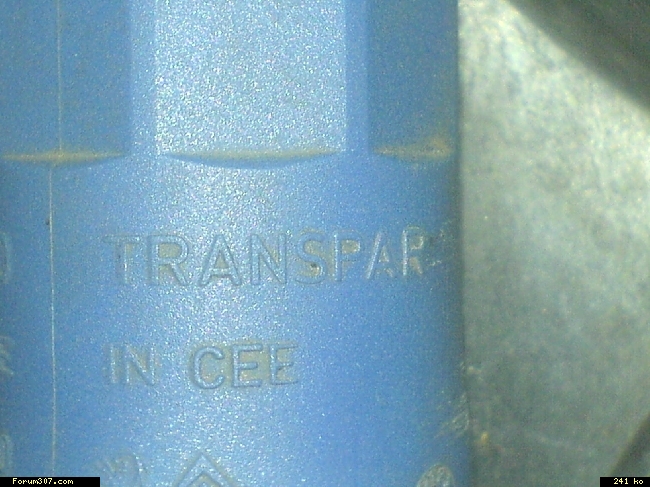 TRANSPAR
IN CEE
Forum307.com
241 ko